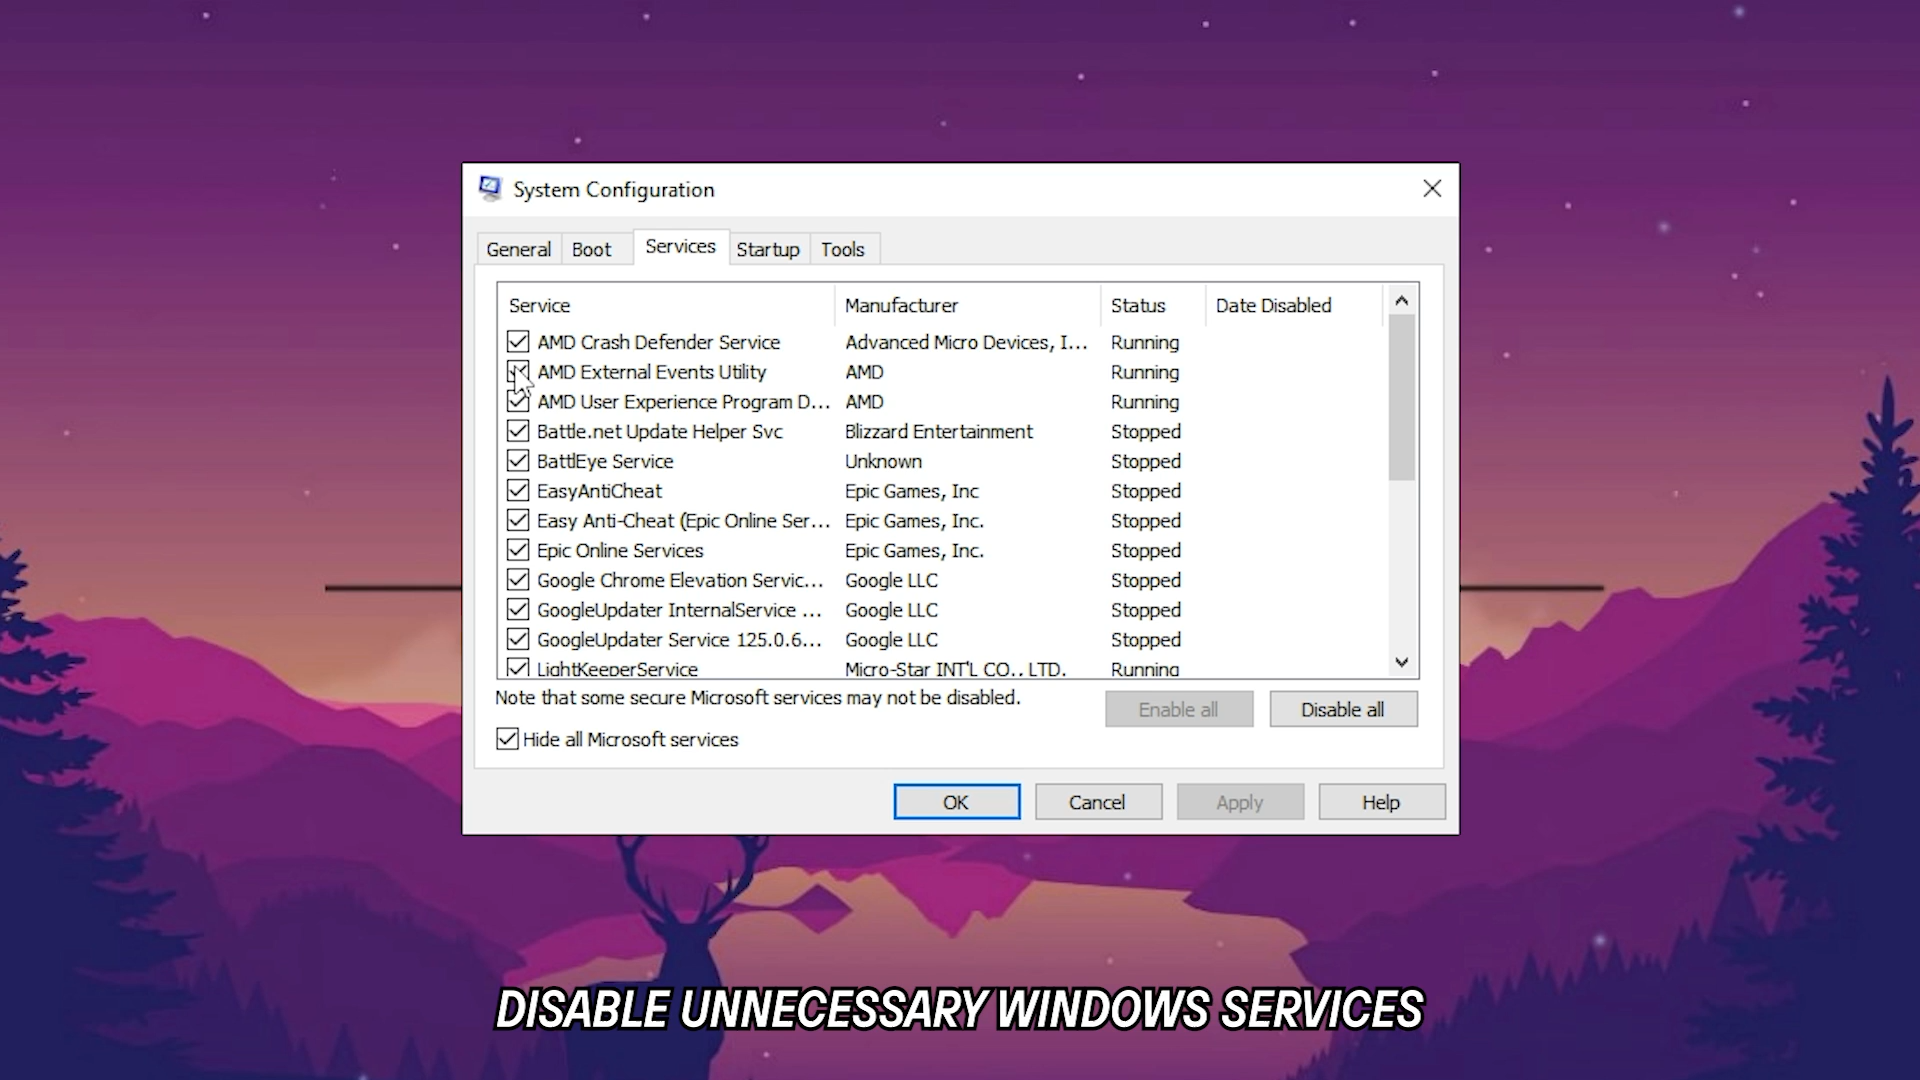 System Configuration
General Boot Services Startup Tools
Service Manufacturer Status Date Disabled
AMD Crash Defender Service Advanced Micro Devices, I... Running
AMD External Events Utility AMD Running
AMD User Experience Program D... AMD Running
Battle.net Update Helper Svc Blizzard Entertainment Stopped
BattlEye Service Unknown Stopped
EasyAntiCheat Epic Games, Inc Stopped
Easy Anti-Cheat (Epic Online Ser... Epic Games, Inc. Stopped
Epic Online Services Epic Games, Inc. Stopped
Google Chrome Elevation Servic... Google LLC Stopped
GoogleUpdater InternalService ... Google LLC Stopped
GoogleUpdater Service 125.0.6... Google LLC Stopped
LightKeeperService Micro-Star INT'L CO., LTD. Running
Note that some secure Microsoft services may not be disabled.
Enable all Disable all
Hide all Microsoft services
OK Cancel Apply Help
DISABLE UNNECESSARY WINDOWS SERVICES